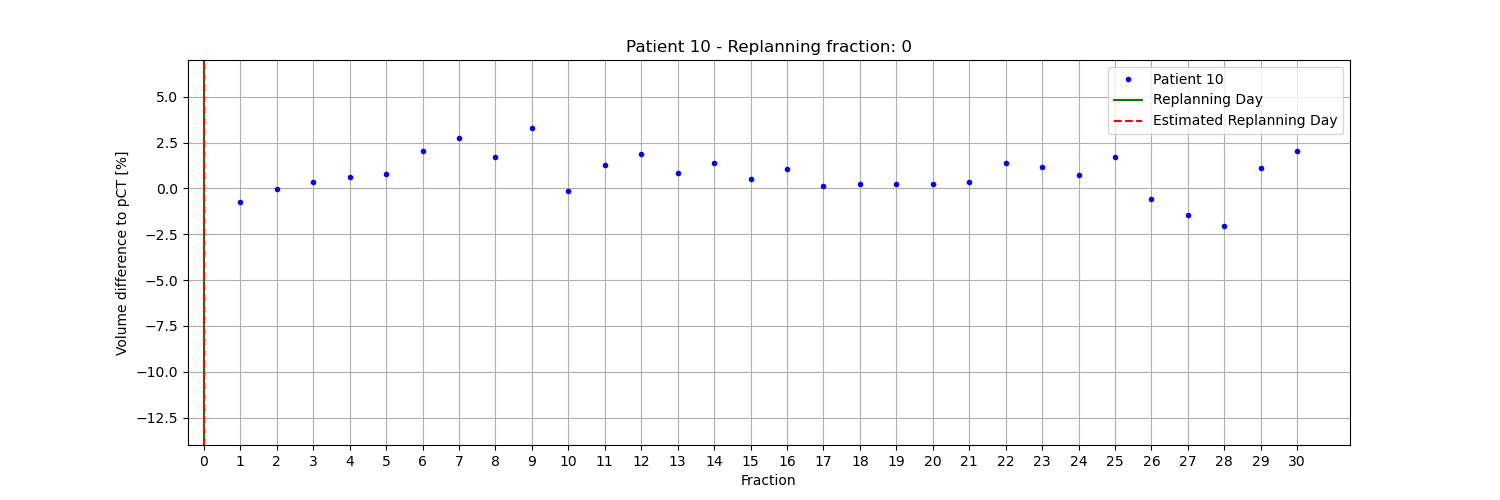 Patient 10 - Replanning fraction: 0
Patient 10
Replanning Day
Estimated Replanning Day
Volume difference to pCT [%]
5.0
2.5
0.0
−2.5
−5.0
−7.5
−10.0
−12.5
0 1 2 3 4 5 6 7 8 9 10 11 12 13 14 15 16 17 18 19 20 21 22 23 24 25 26 27 28 29 30
Fraction